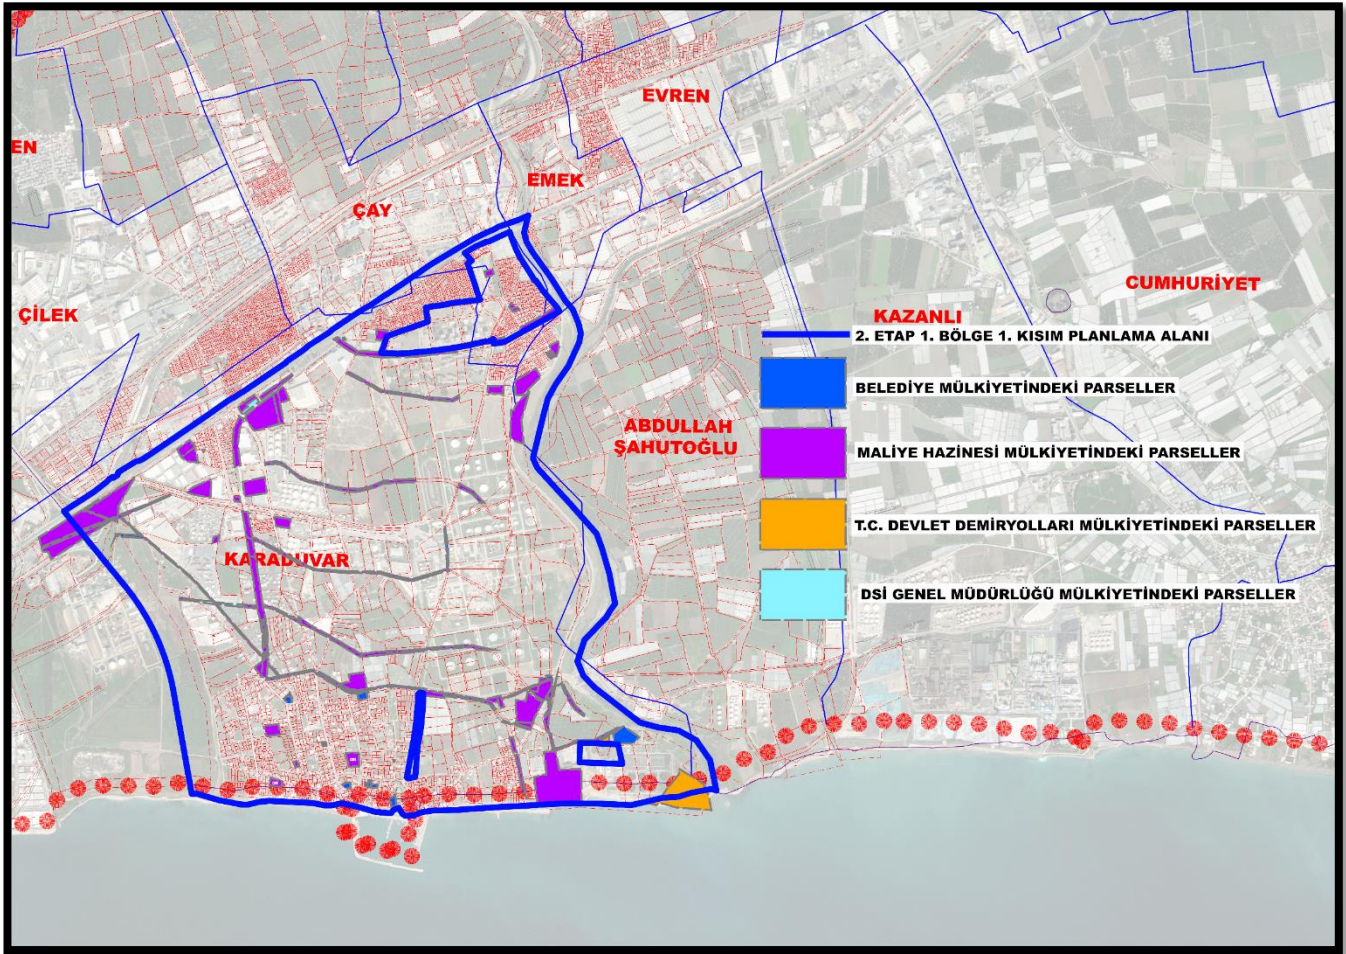 EVREN
EN
EMEK
ÇAY
CUMHURİYET
ÇİLEK
KAZANLI
2. ETAP 1. BÖLGE 1. KISIM PLANLAMA ALANI
BELEDİYE MÜLKİYETİNDEKİ PARSELLER
ABDULLAH
ŞAHUTOĞLU
MALİYE HAZİNESİ MÜLKİYETİNDEKİ PARSELLER
T.C. DEVLET DEMİRYOLLARI MÜLKİYETİNDEKİ PARSELLER
KARADUVAR
DSİ GENEL MÜDÜRLÜĞÜ MÜLKİYETİNDEKİ PARSELLER